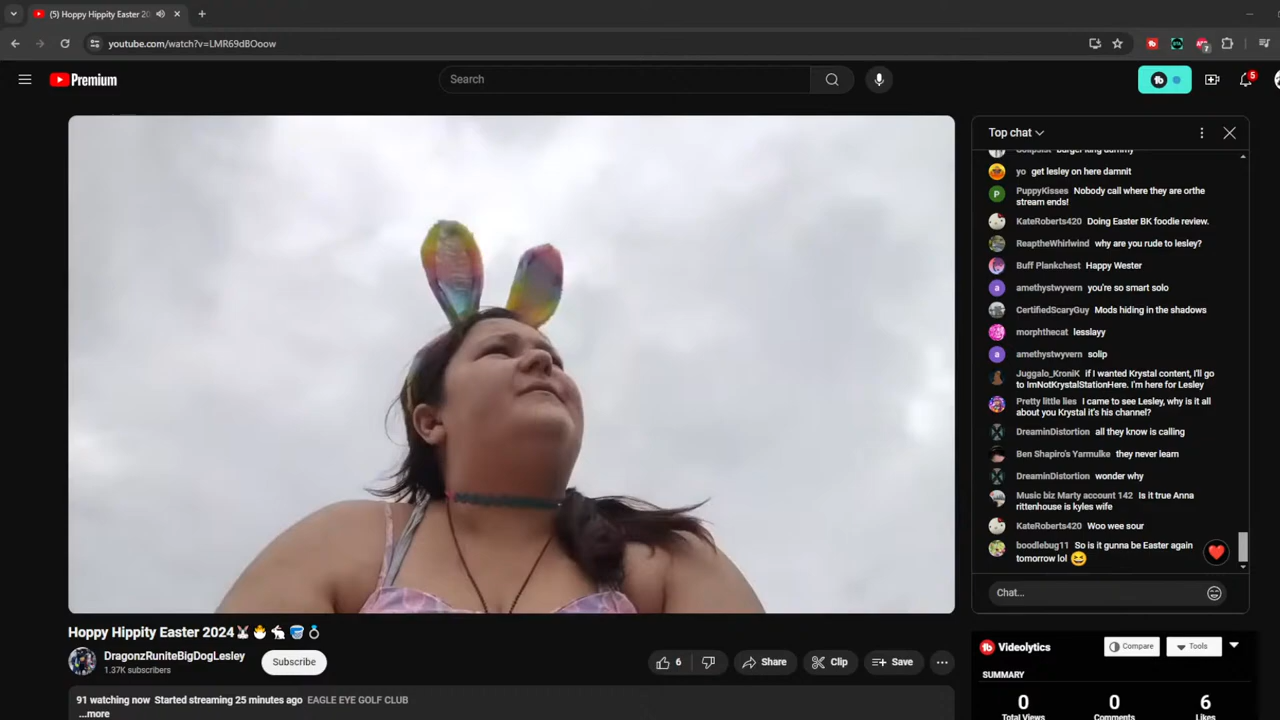 (5) Hoppy Hippity Easter 20
youtube.com/watch?v=LMR69dBOoow
7
Premium
Search
5
Top chat
yo get lesley on here damnit
PuppyKisses Nobody call where they are orthe
stream ends!
KateRoberts420 Doing Easter BK foodie review.
ReaptheWhirlwind why are you rude to lesley?
Buff Plankchest Happy Wester
amethystwyvern you're so smart solo
CertifiedScaryGuy Mods hiding in the shadows
morphthecat lesslayy
amethystwyvern solip
Juggalo_KroniK if I wanted Krystal content, I'll go
to ImNotKrystalStationHere. I'm here for Lesley
Pretty little lies I came to see Lesley, why is it all
about you Krystal it's his channel?
DreaminDistortion all they know is calling
Ben Shapiro's Yarmulke they never learn
DreaminDistortion wonder why
Music biz Marty account 142 Is it true Anna
rittenhouse is kyles wife
KateRoberts420 Woo wee sour
boodlebug11 So is it gunna be Easter again
tomorrow lol
Chat...
Hoppy Hippity Easter 2024
DragonzRuniteBigDogLesley
1.37K subscribers
Subscribe
6
Share
Clip
Save
91 watching now Started streaming 25 minutes ago EAGLE EYE GOLF CLUB
...more
Videolytics
Compare
Tools
SUMMARY
0
Total Views
0
Comments
6
Likes